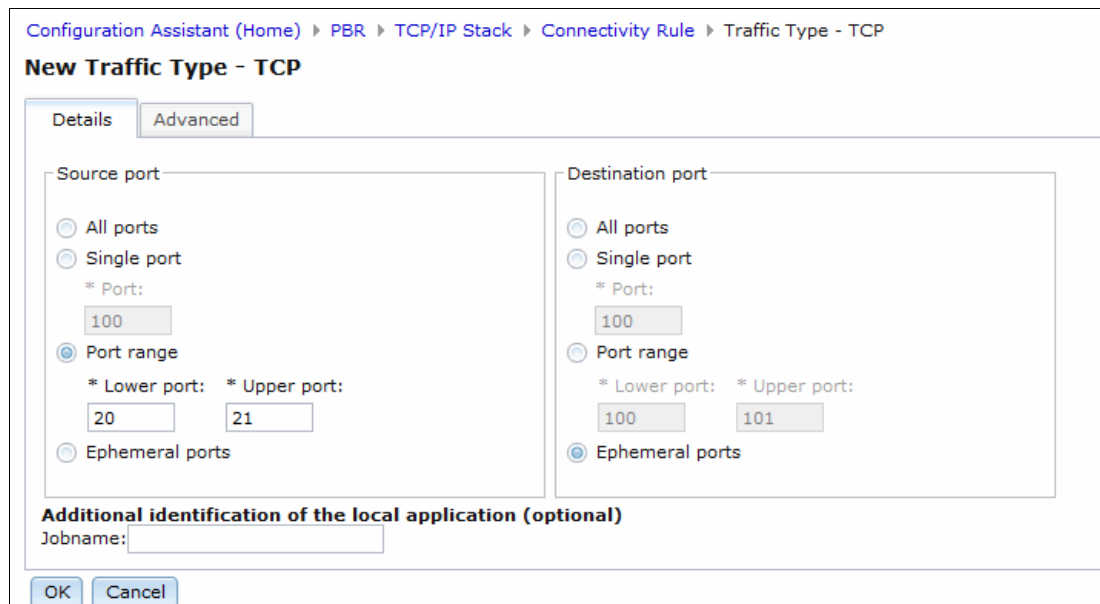 Configuration Assistant (Home) PBR TCP/IP Stack Connectivity Rule Traffic Type - TCP
New Traffic Type - TCP
Details Advanced
Source port
All ports
Single port
* Port:
100
Port range
* Lower port: * Upper port:
20 21
Ephemeral ports
Destination port
All ports
Single port
* Port:
100
Port range
* Lower port: * Upper port:
100 101
Ephemeral ports
Additional identification of the local application (optional)
Jobname:
OK Cancel